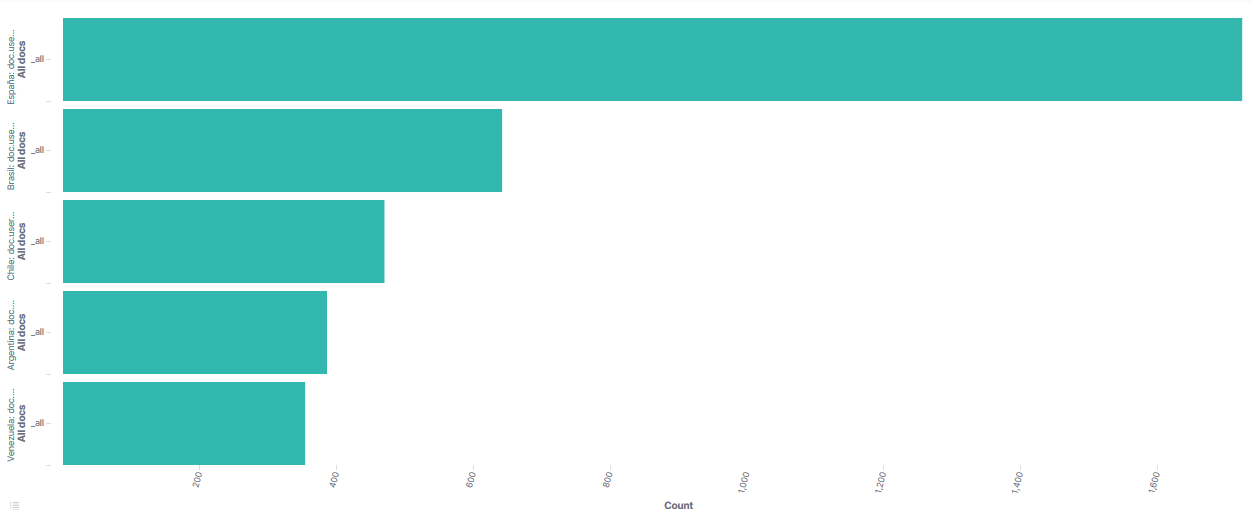 España: doc.use...
All docs
_all
Brasil: doc.use...
All docs
_all
Chile: doc.user...
All docs
_all
Argentina: doc....
All docs
_all
Venezuela: doc....
All docs
_all
200
400
600
800
1,000
1,200
1,400
1,600
Count